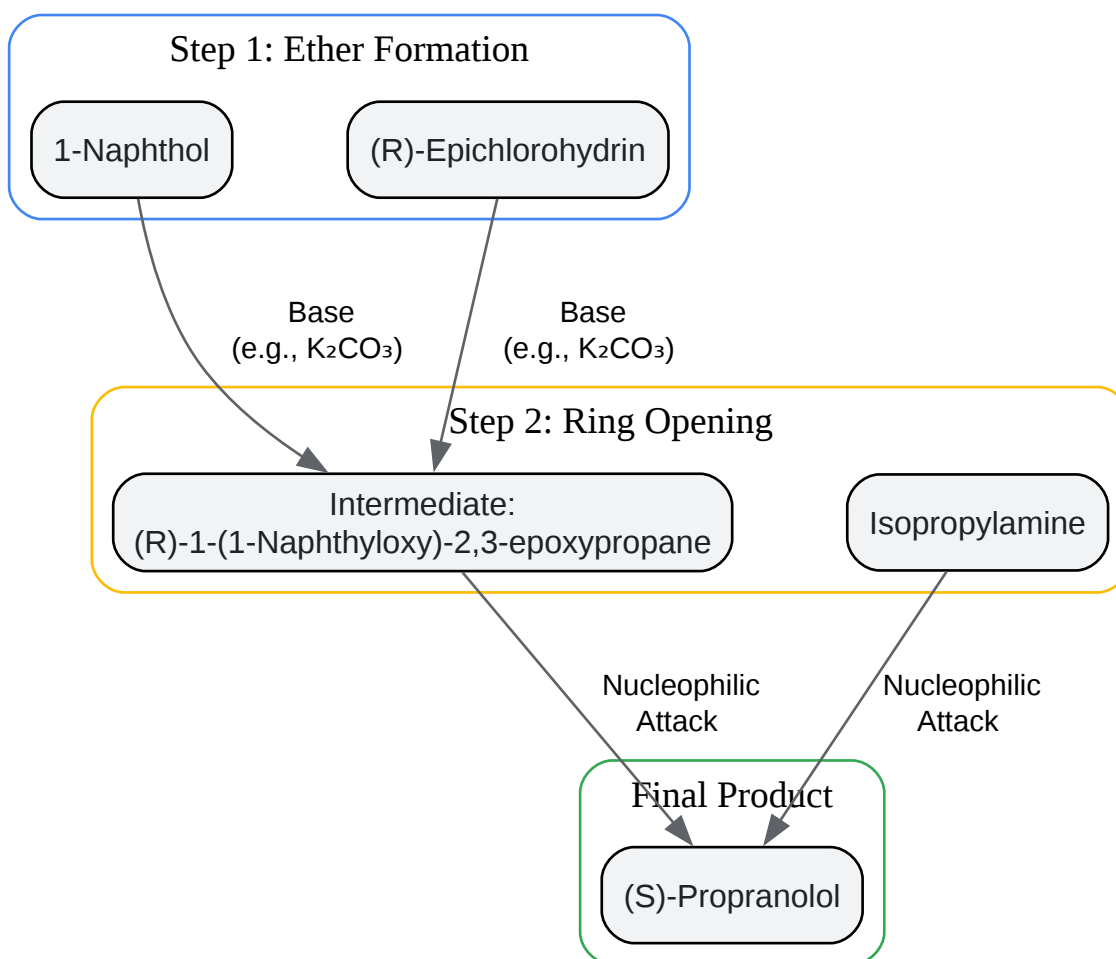 Step 1: Ether Formation
1-Naphthol
(R)-Epichlorohydrin
Base
(e.g., K₂CO₃)
Base
(e.g., K₂CO₃)
Step 2: Ring Opening
Intermediate:
(R)-1-(1-Naphthyloxy)-2,3-epoxypropane
Isopropylamine
Nucleophilic
Attack
Nucleophilic
Attack
Final Product
(S)-Propranolol